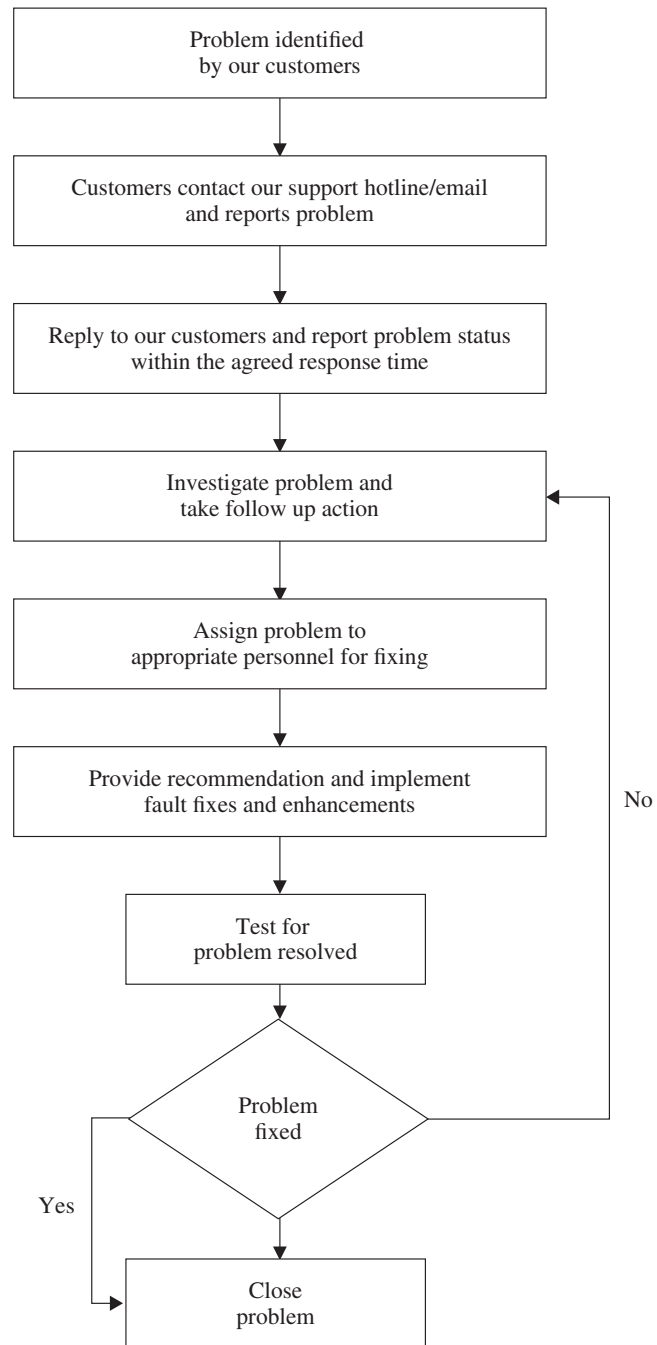 Problem identified
by our customers
Customers contact our support hotline/email
and reports problem
Reply to our customers and report problem status
within the agreed response time
Investigate problem and
take follow up action
Assign problem to
appropriate personnel for fixing
Provide recommendation and implement
fault fixes and enhancements
No
Test for
problem resolved
Problem
fixed
Yes
Close
problem